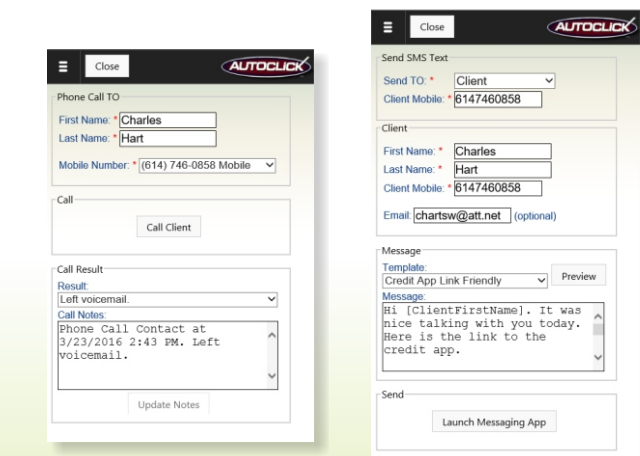 Close
AUTOCLICK
Phone Call TO
First Name: * Charles
Last Name: * Hart
Mobile Number: * (614) 746-0858 Mobile
Call
Call Client
Call Result
Result:
Left voicemail.
Call Notes:
Phone Call Contact at
3/23/2016 2:43 PM. Left
voicemail.
Update Notes
Close
AUTOCLICK
Send SMS Text
Send TO: * Client
Client Mobile: * 6147460858
Client
First Name: * Charles
Last Name: * Hart
Client Mobile: * 6147460858
Email: chartsw@att.net (optional)
Message
Template:
Credit App Link Friendly
Preview
Message:
Hi [ClientFirstName]. It was
nice talking with you today.
Here is the link to the
credit app.
Send
Launch Messaging App